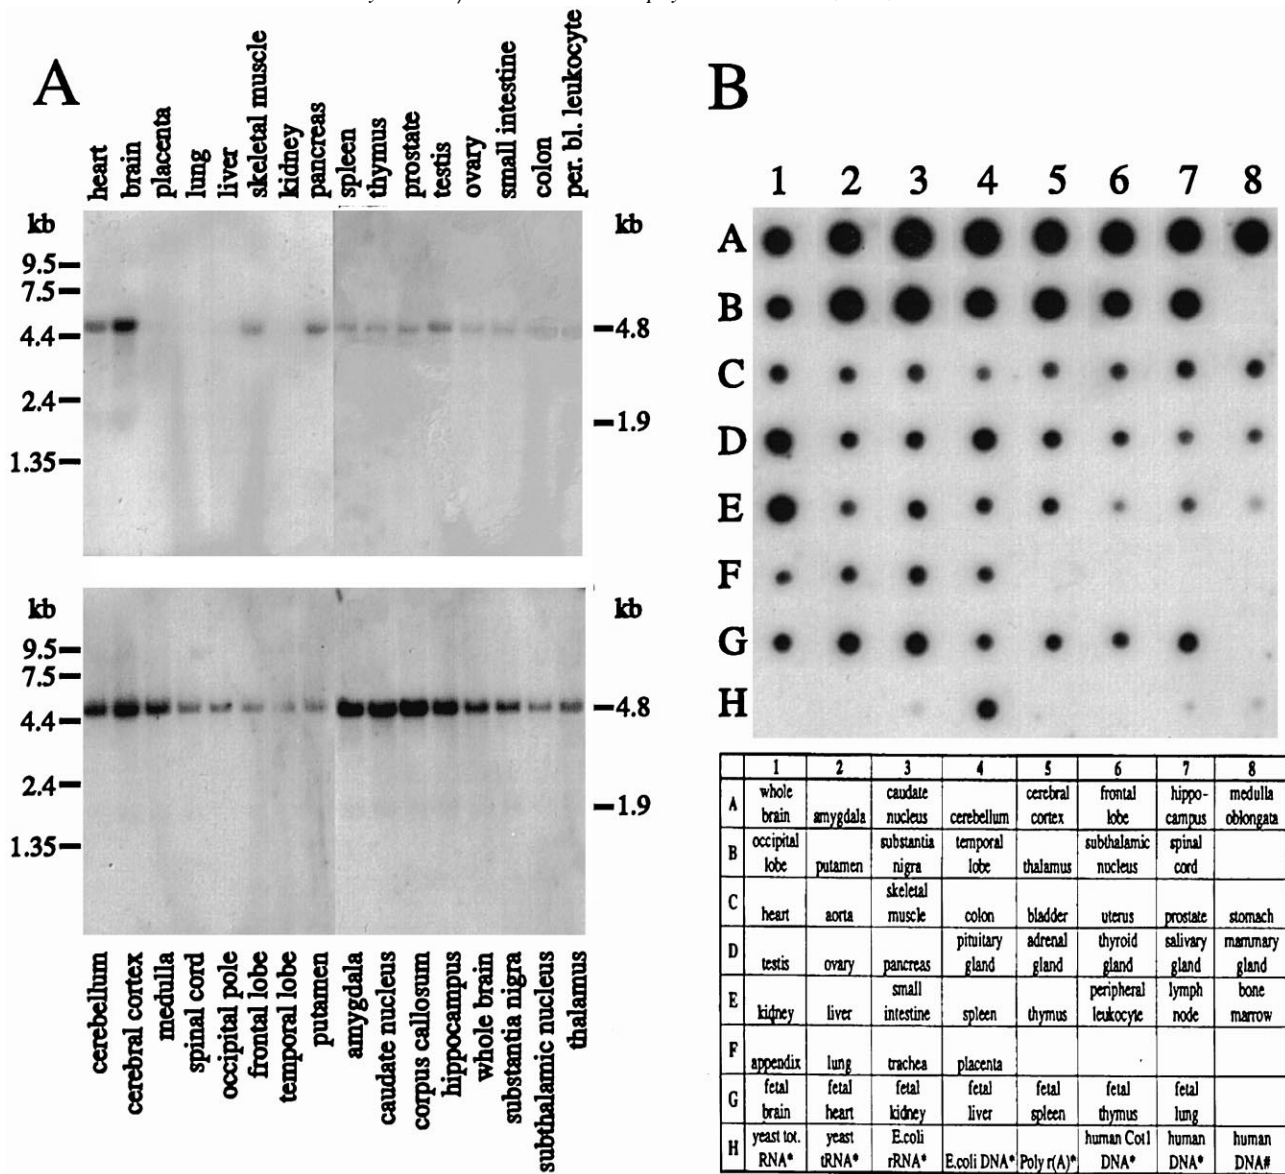 A
heart
brain
placenta
lung
liver
skeletal muscle
kidney
pancreas
spleen
thymus
prostate
testis
ovary
small intestine
colon
per. bl. leukocyte
kb
9.5
7.5
4.4
2.4
1.35
kb
4.8
1.9
kb
9.5
7.5
4.4
2.4
1.35
kb
4.8
1.9
cerebellum
cerebral cortex
medulla
spinal cord
occipital pole
frontal lobe
temporal lobe
putamen
amygdala
caudate nucleus
corpus callosum
hippocampus
whole brain
substantia nigra
subthalamic nucleus
thalamus
B
1 2 3 4 5 6 7 8
A
B
C
D
E
F
G
H
1 2 3 4 5 6 7 8
whole caudate cerebral frontal hippo- medulla
A brain amygdala nucleus cerebellum cortex lobe campus oblongata
occipital substantia temporal subthalamic spinal
B lobe putamen nigra lobe thalamus nucleus cord
skeletal
C heart aorta muscle colon bladder uterus prostate stomach
pituitary adrenal thyroid salivary mammary
D testis ovary pancreas gland gland gland gland gland
small peripheral lymph bone
E kidney liver intestine spleen thymus leukocyte node marrow
F appendix lung trachea placenta
fetal fetal fetal fetal fetal fetal fetal
G brain heart kidney liver spleen thymus lung
yeast tot. yeast E.coli human Cot1 human human
H RNA* tRNA* rRNA* E.coli DNA* Poly r(A)* DNA* DNA* DNA#